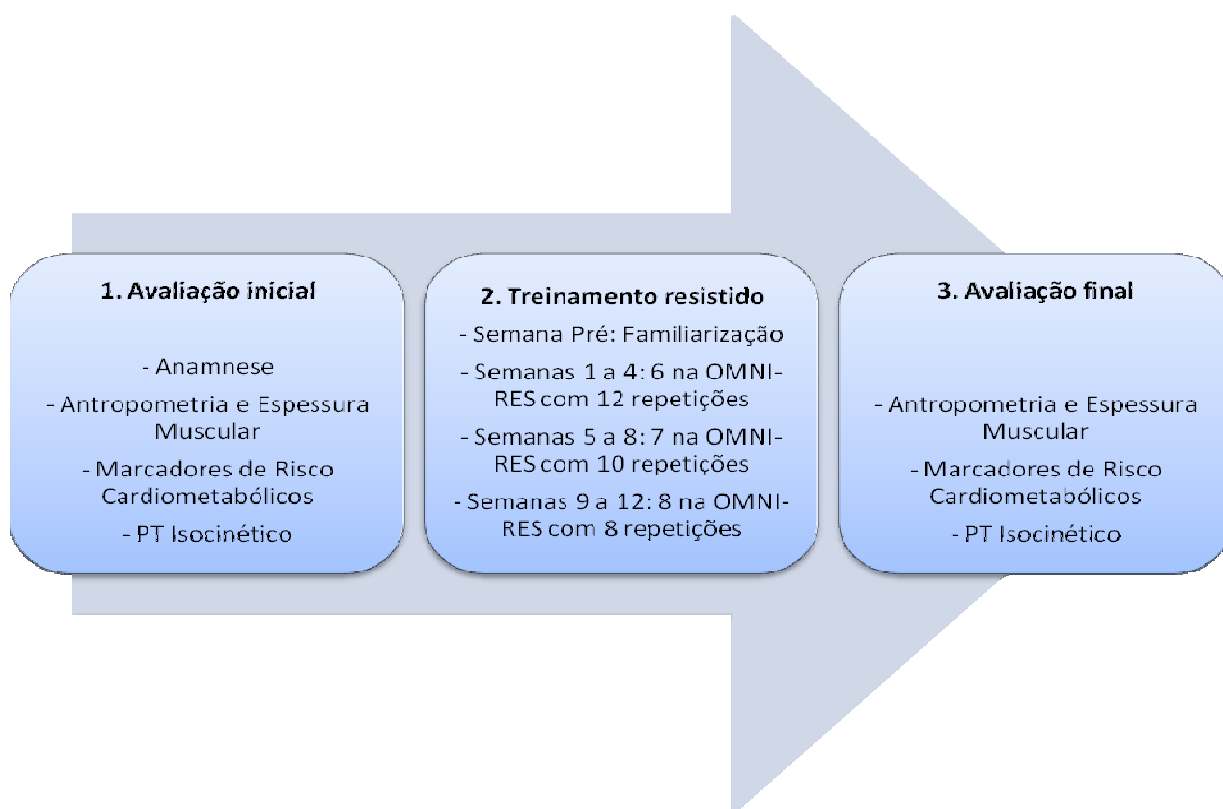 1. Avaliação inicial
- Anamnese
- Antropometria e Espessura
Muscular
- Marcadores de Risco
Cardiometabólicos
- PT Isocinético
2. Treinamento resistido
- Semana Pré: Familiarização
- Semanas 1 a 4: 6 na OMNI-
RES com 12 repetições
- Semanas 5 a 8: 7 na OMNI-
RES com 10 repetições
- Semanas 9 a 12: 8 na OMNI-
RES com 8 repetições
3. Avaliação final
- Antropometria e Espessura
Muscular
- Marcadores de Risco
Cardiometabólicos
- PT Isocinético